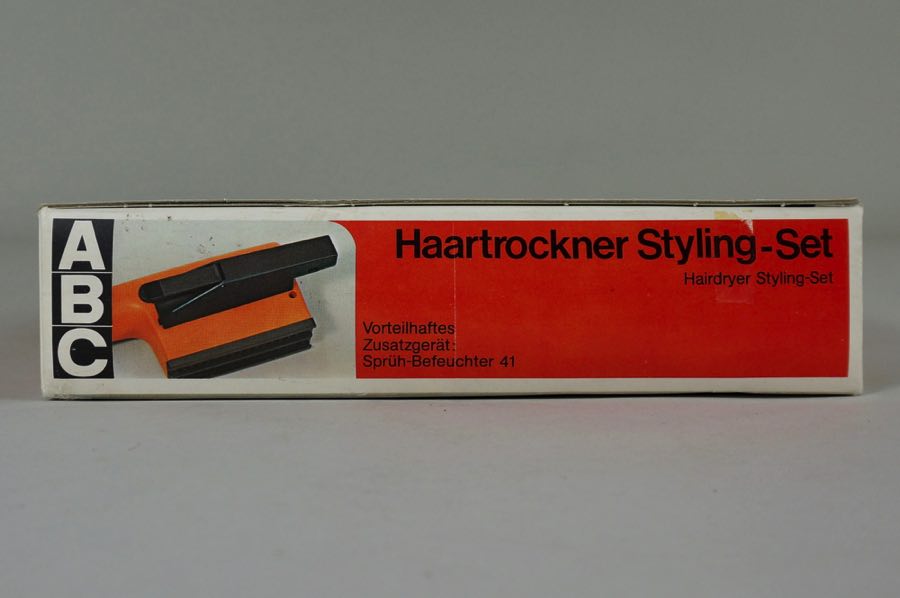 A
B
C
Haartrockner Styling-Set
Hairdryer Styling-Set
Vorteilhaftes
Zusatzgerät:
Sprüh-Befeuchter 41